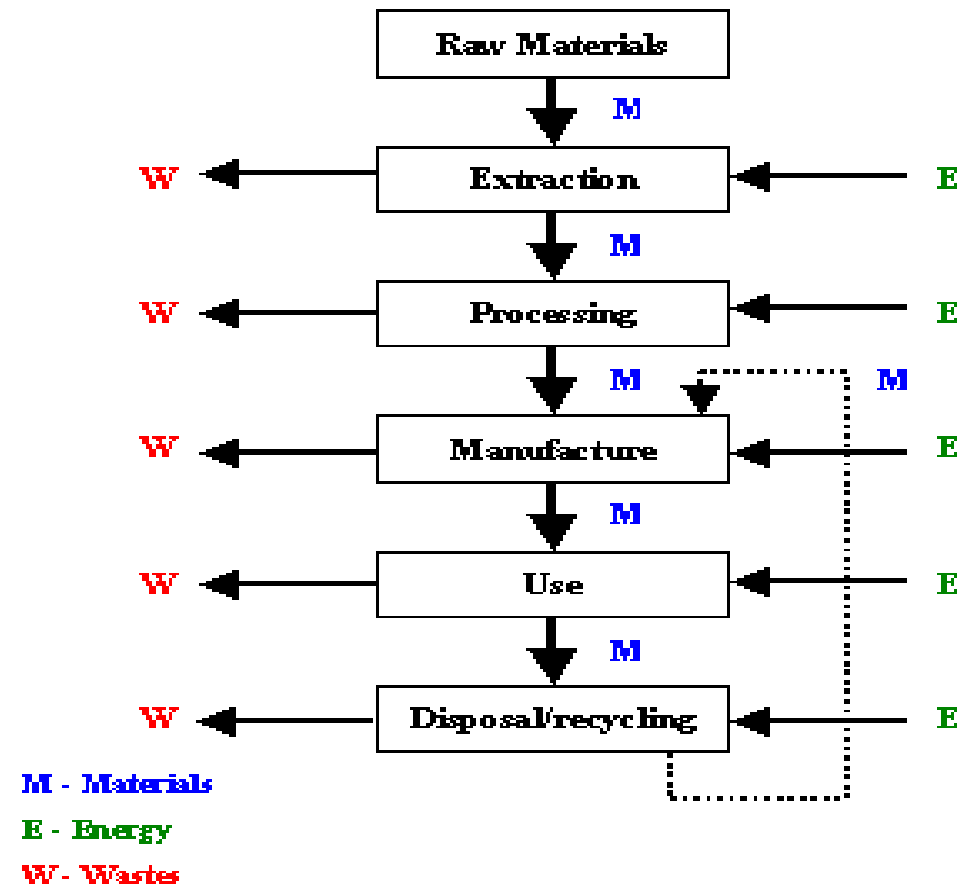 Raw Materials
M
W Extraction E
M
W Processing E
M M
W Manufacture E
M
W Use E
M
W Disposal/recycling E
M - Materials
E - Energy
W - Wastes